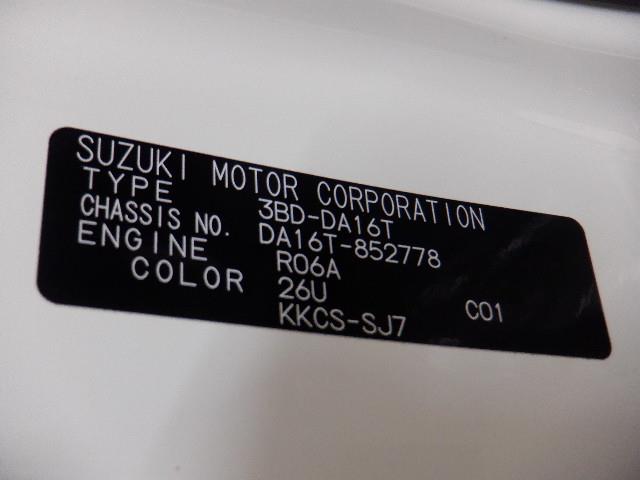 SUZUKI MOTOR CORPORATION
TYPE 3BD-DA16T
CHASSIS NO. DA16T-852778
ENGINE R06A
COLOR 26U
KKCS-SJ7 C01